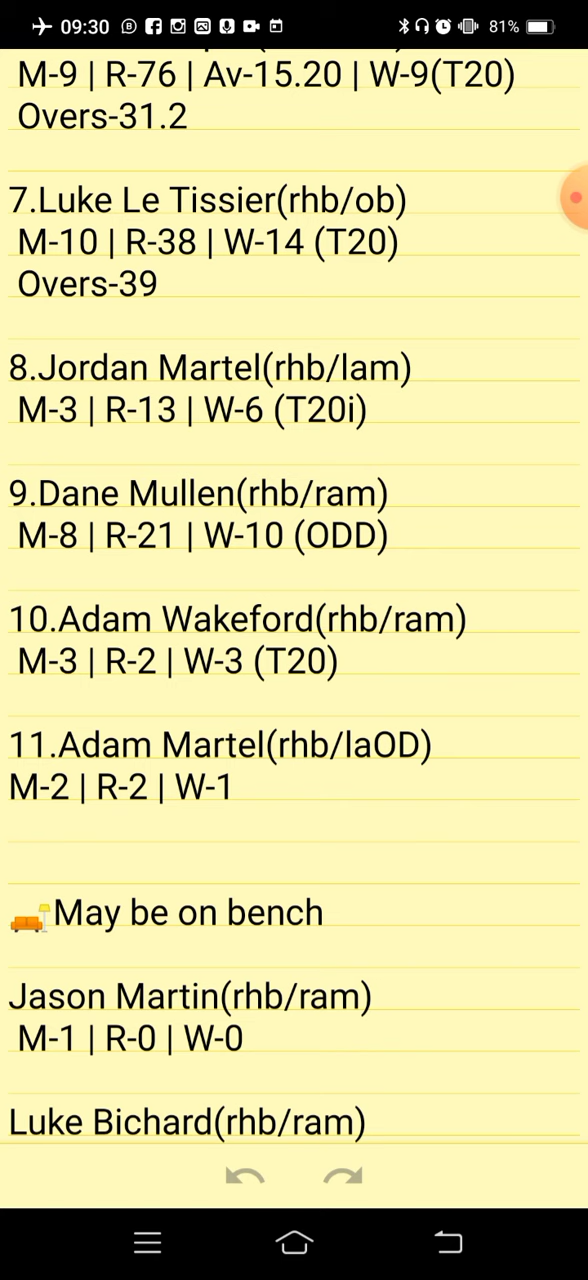 09:30
81%
M-9 | R-76 | Av-15.20 | W-9(T20)
Overs-31.2
7.Luke Le Tissier(rhb/ob)
M-10 | R-38 | W-14 (T20)
Overs-39
8.Jordan Martel(rhb/lam)
M-3 | R-13 | W-6 (T20i)
9.Dane Mullen(rhb/ram)
M-8 | R-21 | W-10 (ODD)
10.Adam Wakeford(rhb/ram)
M-3 | R-2 | W-3 (T20)
11.Adam Martel(rhb/laOD)
M-2 | R-2 | W-1
🛋️May be on bench
Jason Martin(rhb/ram)
M-1 | R-0 | W-0
Luke Bichard(rhb/ram)